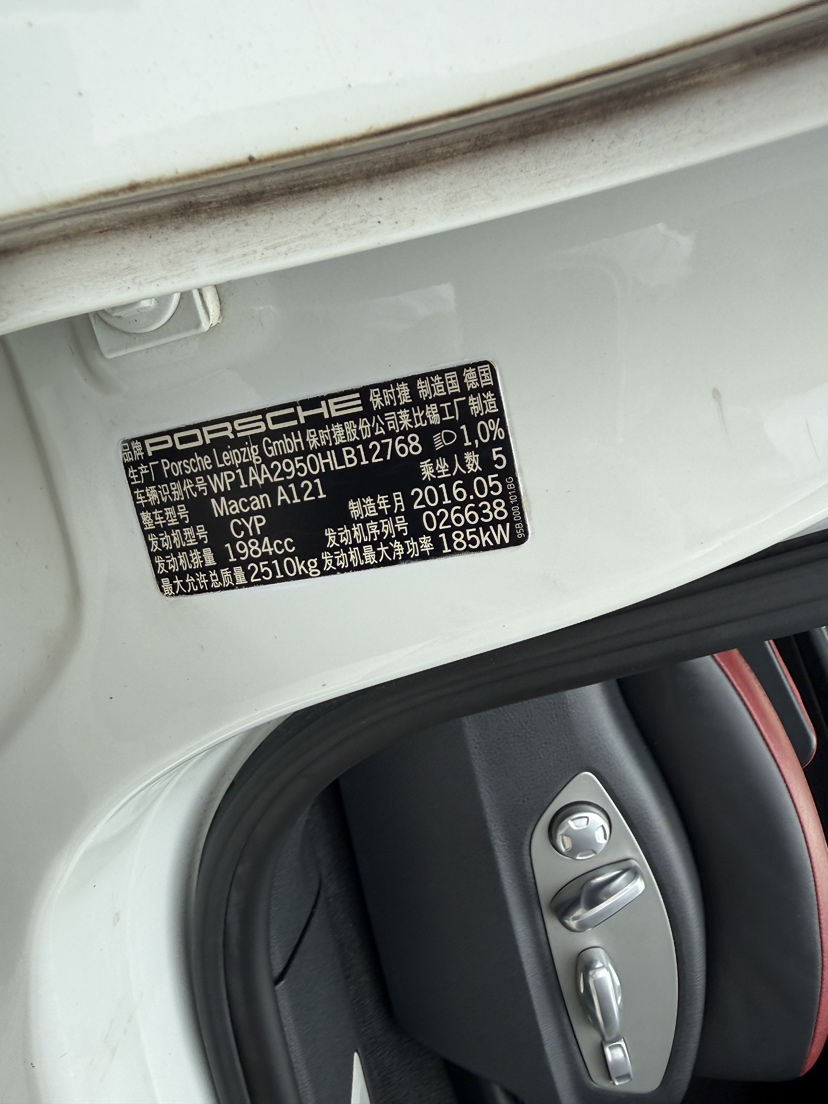 品牌 PORSCHE 保时捷 制造国 德国
生产厂 Porsche Leipzig GmbH 保时捷股份公司莱比锡工厂制造
车辆识别代号 WP1AA2950HLB12768 1,0%
整车型号 Macan A121 乘坐人数 5
发动机型号 CYP 制造年月 2016.05
发动机排量 1984cc 发动机序列号 026638
最大允许总质量 2510kg 发动机最大净功率 185kW
95B.000.101.BG